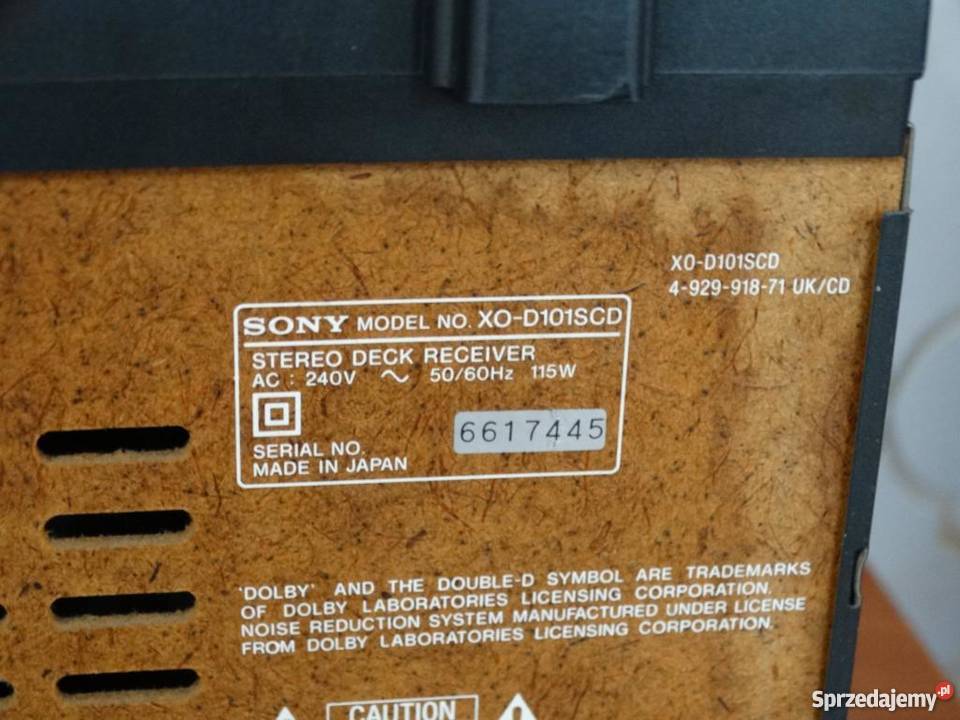 XO-D101SCD
4-929-918-71 UK/CD
SONY MODEL NO. XO-D101SCD
STEREO DECK RECEIVER
AC : 240V ~ 50/60Hz 115W
6617445
SERIAL NO.
MADE IN JAPAN
'DOLBY' AND THE DOUBLE-D SYMBOL ARE TRADEMARKS
OF DOLBY LABORATORIES LICENSING CORPORATION.
NOISE REDUCTION SYSTEM MANUFACTURED UNDER LICENSE
FROM DOLBY LABORATORIES LICENSING CORPORATION.
CAUTION
Sprzedajemy.pl